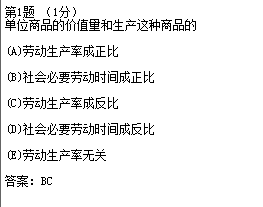 第1题 （1分）
单位商品的价值量和生产这种商品的
(A)劳动生产率成正比
(B)社会必要劳动时间成正比
(C)劳动生产率成反比
(D)社会必要劳动时间成反比
(E)劳动生产率无关
答案：BC